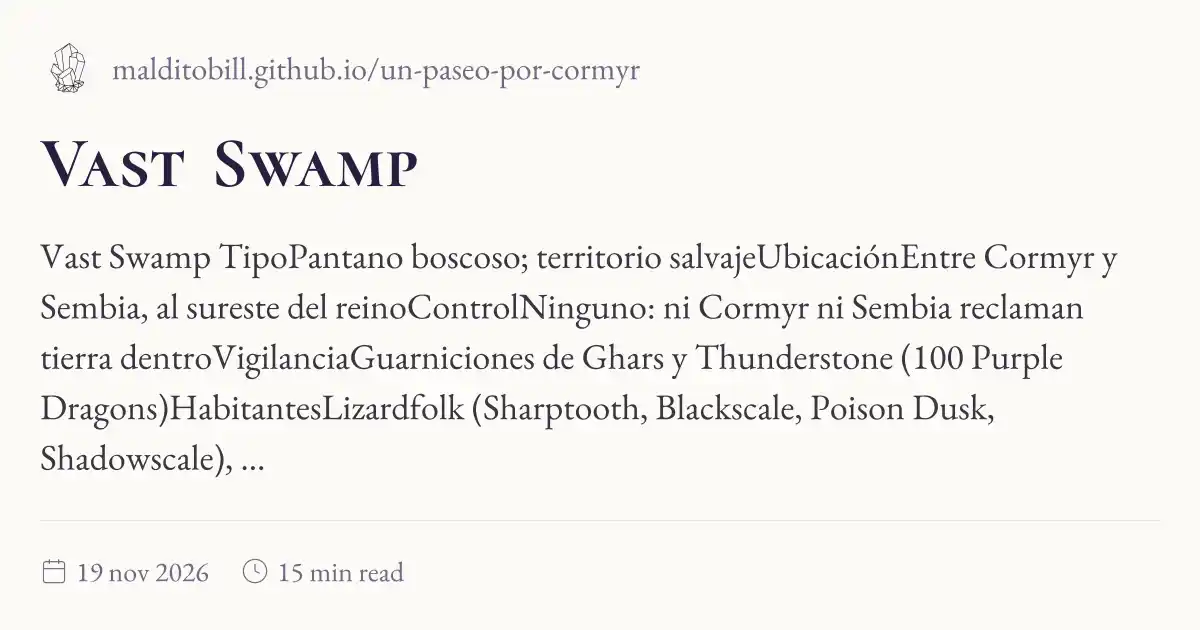 malditobill.github.io/un-paseo-por-cormyr
Vast Swamp
Vast Swamp TipoPantano boscoso; territorio salvajeUbicaciónEntre Cormyr y
Sembia, al sureste del reinoControlNinguno: ni Cormyr ni Sembia reclaman
tierra dentroVigilanciaGuarniciones de Ghars y Thunderstone (100 Purple
Dragons)HabitantesLizardfolk (Sharptooth, Blackscale, Poison Dusk,
Shadowscale), ...
19 nov 2026 15 min read